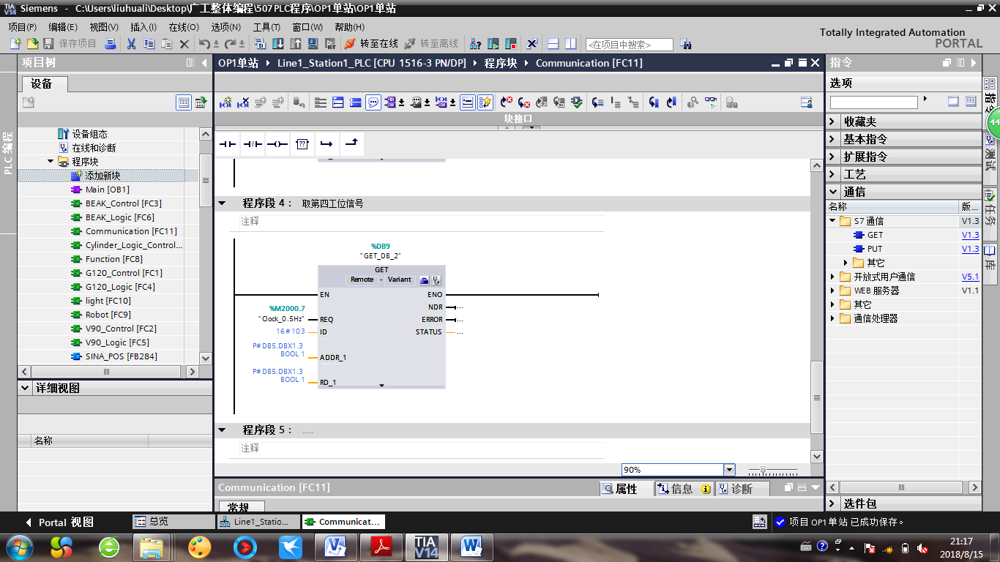 TIA V14 Siemens - C:\Users\liuhuali\Desktop\广工整体编程\507PLC程序\OP1单站\OP1单站
项目(P) 编辑(E) 视图(V) 插入(I) 在线(O) 选项(N) 工具(T) 窗口(W) 帮助(H)
Totally Integrated Automation
PORTAL
保存项目 转至在线 转至离线 <在项目中搜索>
项目树
OP1单站 Line1_Station1_PLC [CPU 1516-3 PN/DP] 程序块 Communication [FC11]
指令
设备
选项
PLC 编程
块接口
设备组态
在线和诊断
程序块
添加新块
Main [OB1]
BEAK_Control [FC3]
BEAK_Logic [FC6]
Communication [FC11]
Cylinder_Logic_Control...
Function [FC8]
G120_Control [FC1]
G120_Logic [FC4]
light [FC10]
Robot [FC9]
V90_Control [FC2]
V90_Logic [FC5]
SINA_POS [FB284]
详细视图
名称
程序段 4： 取第四工位信号
注释
%DB9
"GET_DB_2"
GET
Remote - Variant
EN ENO
%M2000.7
"Clock_0.5Hz" REQ
NDR ...
ERROR ...
16#103 ID
STATUS ...
P#DB5.DBX1.3
BOOL 1 ADDR_1
P#DB5.DBX1.3
BOOL 1 RD_1
程序段 5： .....
注释
90%
Communication [FC11]
属性 信息 诊断
常规
收藏夹
基本指令
扩展指令
工艺
通信
名称 版...
S7 通信 V1.3
GET V1.3
PUT V1.3
其它
开放式用户通信 V5.1
WEB 服务器 V1.1
其它
通信处理器
选件包
44
测试
任务
库
Portal 视图 总览 Line1_Statio... Communicat...
项目 OP1单站 已成功保存。
TIA V14
21:17
2018/8/15